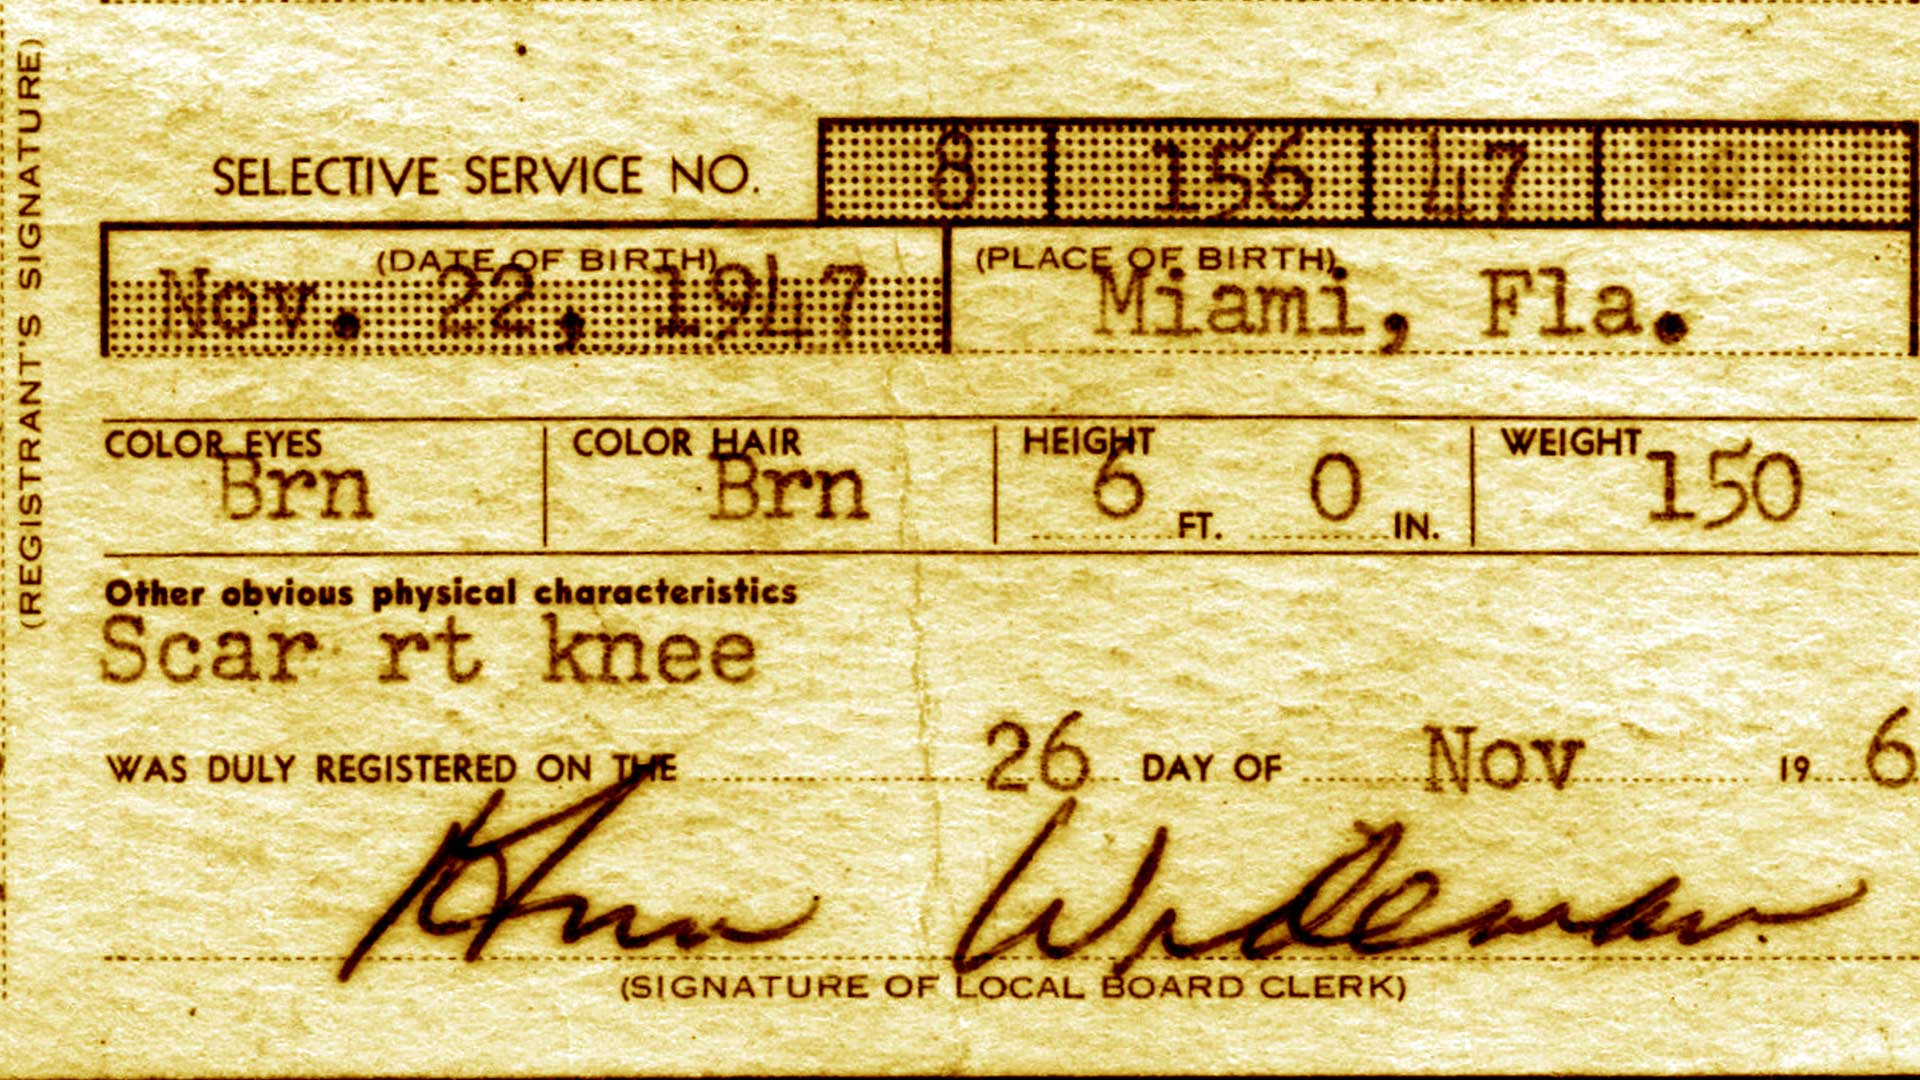 (REGISTRANT'S SIGNATURE)
SELECTIVE SERVICE NO. 8 156 47
(DATE OF BIRTH) (PLACE OF BIRTH)
Nov. 22, 1947 Miami, Fla.
COLOR EYES COLOR HAIR HEIGHT WEIGHT
Brn Brn 6 FT. 0 IN. 150
Other obvious physical characteristics
Scar rt knee
WAS DULY REGISTERED ON THE 26 DAY OF Nov 19 6
Wideman
(SIGNATURE OF LOCAL BOARD CLERK)